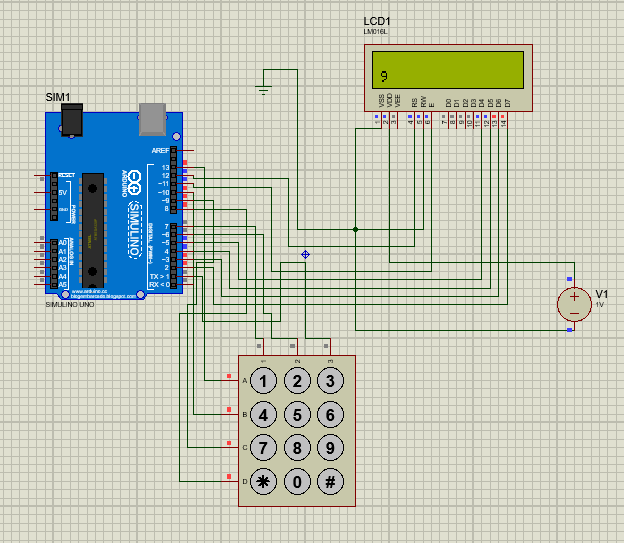 LCD1
LM016L
9
VSS
VDD
VEE
RS
RW
E
D0
D1
D2
D3
D4
D5
D6
D7
1
2
3
4
5
6
7
8
9
10
11
12
13
14
SIM1
AREF
RESET
5V
GND
POWER
A0
A1
A2
A3
A4
A5
ANALOG IN
ARDUINO
SIMULINO
DIGITAL (PWM~)
13
12
~11
~10
~9
8
7
~6
~5
4
~3
2
TX > 1
RX < 0
www.arduino.cc
blogembarcado.blogspot.com
SIMULINO UNO
V1
1V
1
2
3
A
B
C
D
1 2 3
4 5 6
7 8 9
* 0 #